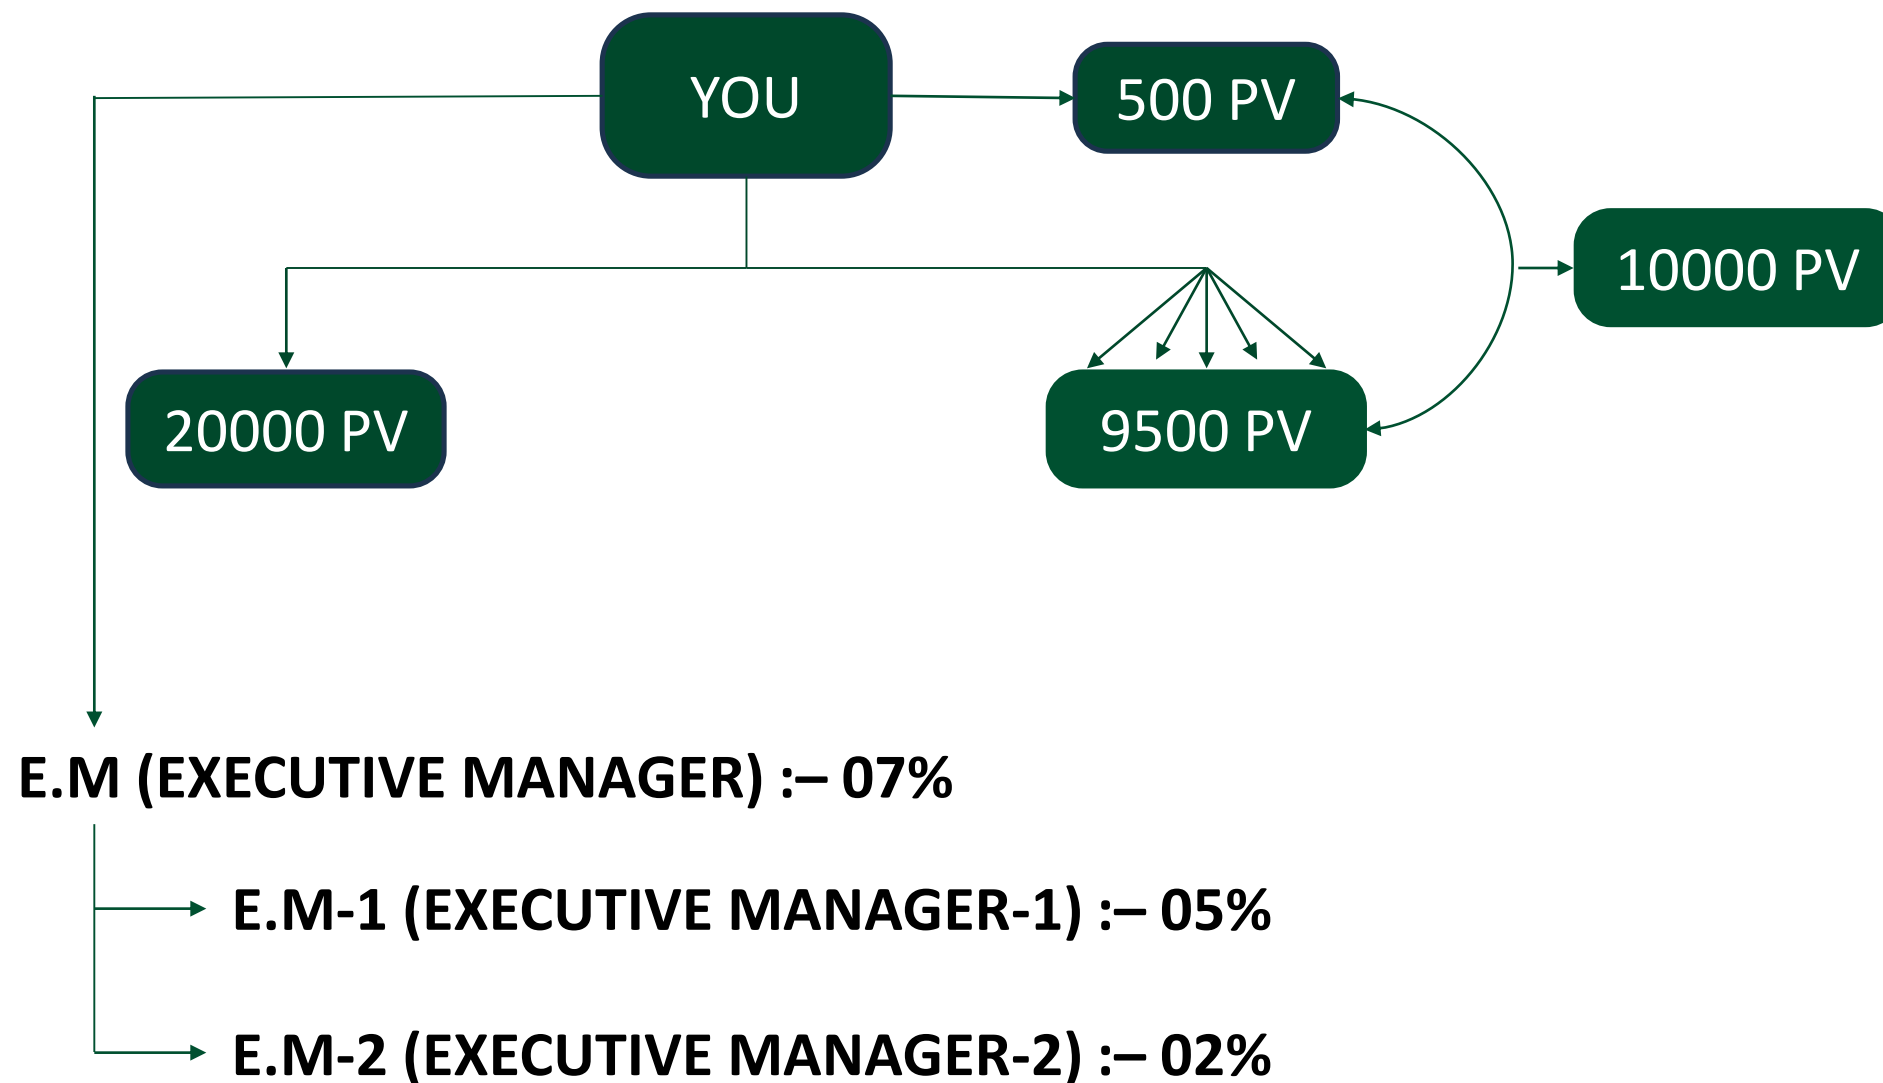 YOU
500 PV
10000 PV
20000 PV
9500 PV
E.M (EXECUTIVE MANAGER) :– 07%
E.M-1 (EXECUTIVE MANAGER-1) :– 05%
E.M-2 (EXECUTIVE MANAGER-2) :– 02%